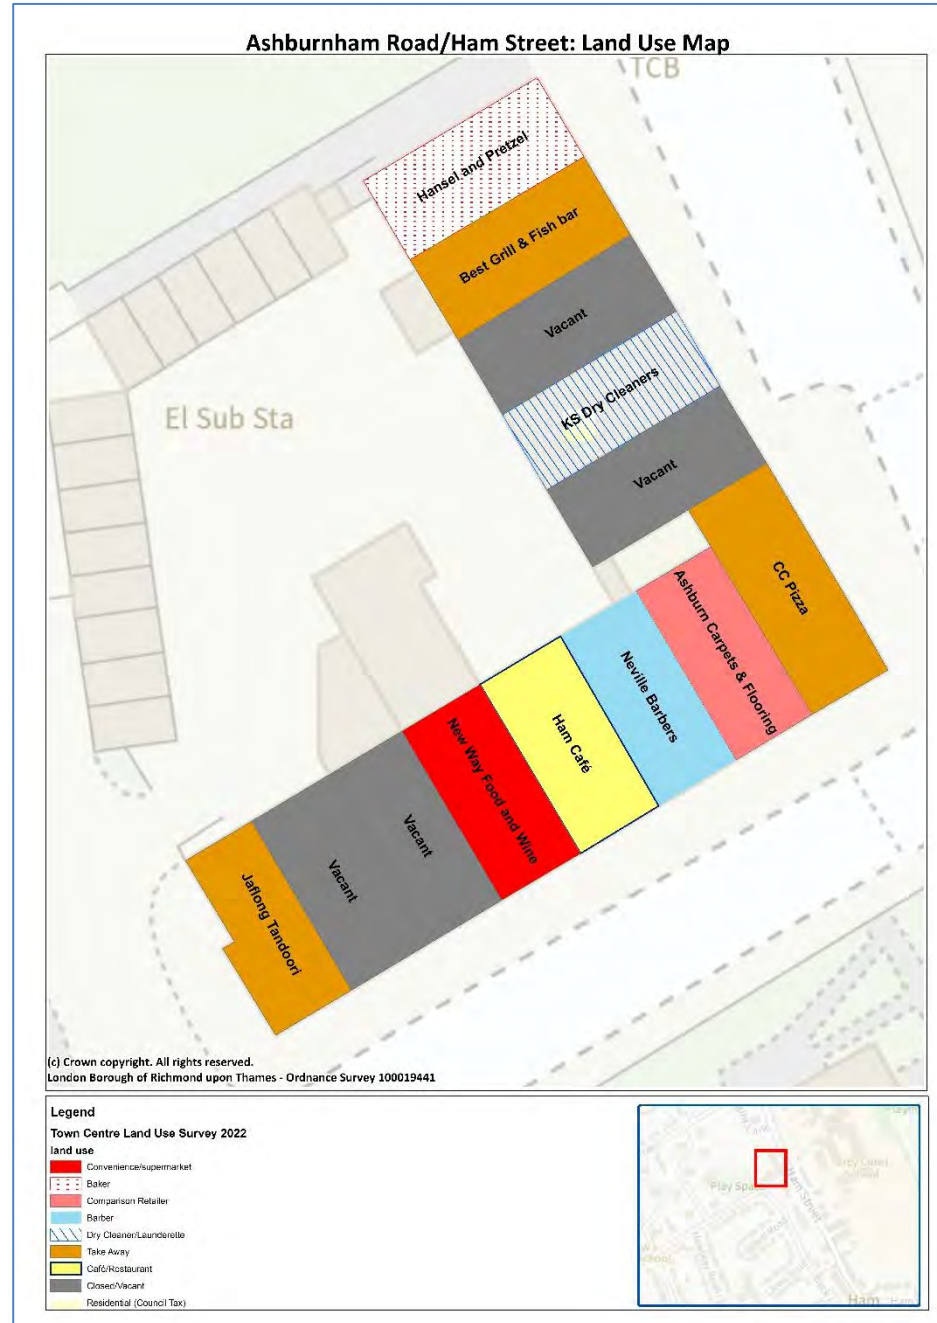 Ashburnham Road/Ham Street: Land Use Map
TCB
Hansel and Pretzel
Best Grill & Fish bar
Vacant
KS Dry Cleaners
Vacant
El Sub Sta
CC Pizza
Ashburn Carpets & Flooring
Neville Barbers
Ham Café
New Way Food and Wine
Vacant
Vacant
Jaflong Tandoori
(c) Crown copyright. All rights reserved.
London Borough of Richmond upon Thames - Ordnance Survey 100019441
Legend
Town Centre Land Use Survey 2022
land use
Convenience/supermarket
Baker
Comparison Retailer
Barber
Dry Cleaner/Launderette
Take Away
Café/Rostaurant
Closed/Vacant
Residential (Council Tax)
Play
Ham Street
Ham